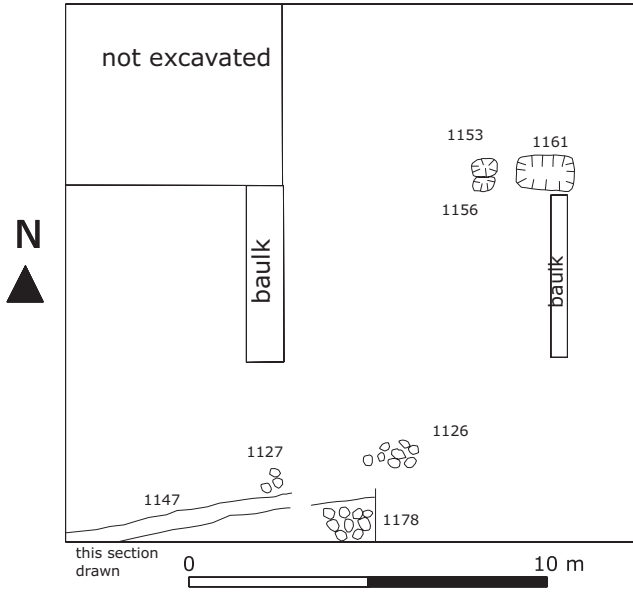 not excavated
1153
1161
1156
N
baulk
baulk
1126
1127
1147
1178
this section
drawn
0
10 m